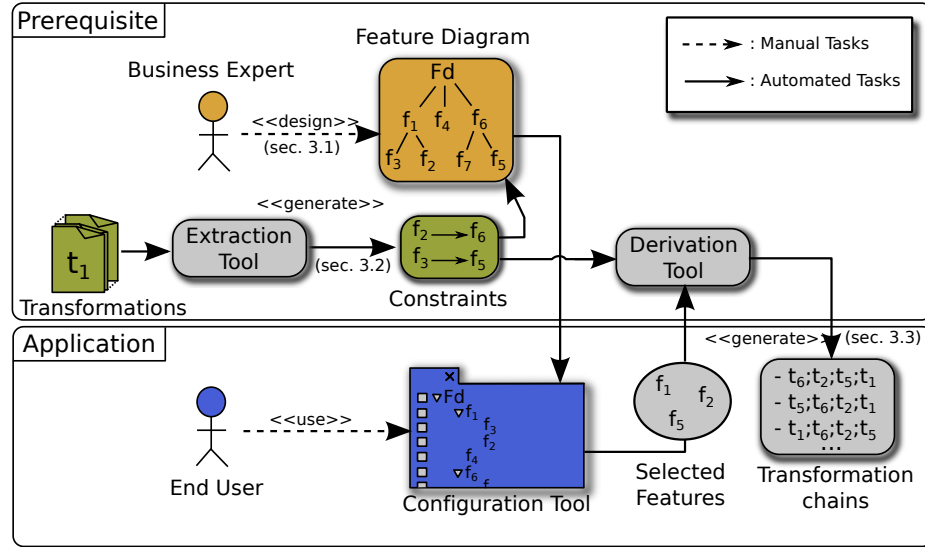 Prerequisite
Feature Diagram
: Manual Tasks
: Automated Tasks
Business Expert
Fd
<<design>>
(sec. 3.1)
f1 f4 f6
f3 f2 f7 f5
<<generate>>
(sec. 3.2)
t1
Transformations
Extraction
Tool
f2 f6
f3 f5
Constraints
Derivation
Tool
Application
<<generate>
(sec. 3.3)
<<use>>
End User
x
Fd
f1
f3
f2
f4
f6
Configuration Tool
f1 f2
f5
Selected
Features
- t6;t2;t5;t1
- t5;t6;t2;t1
- t1;t6;t2;t5
...
Transformation
chains